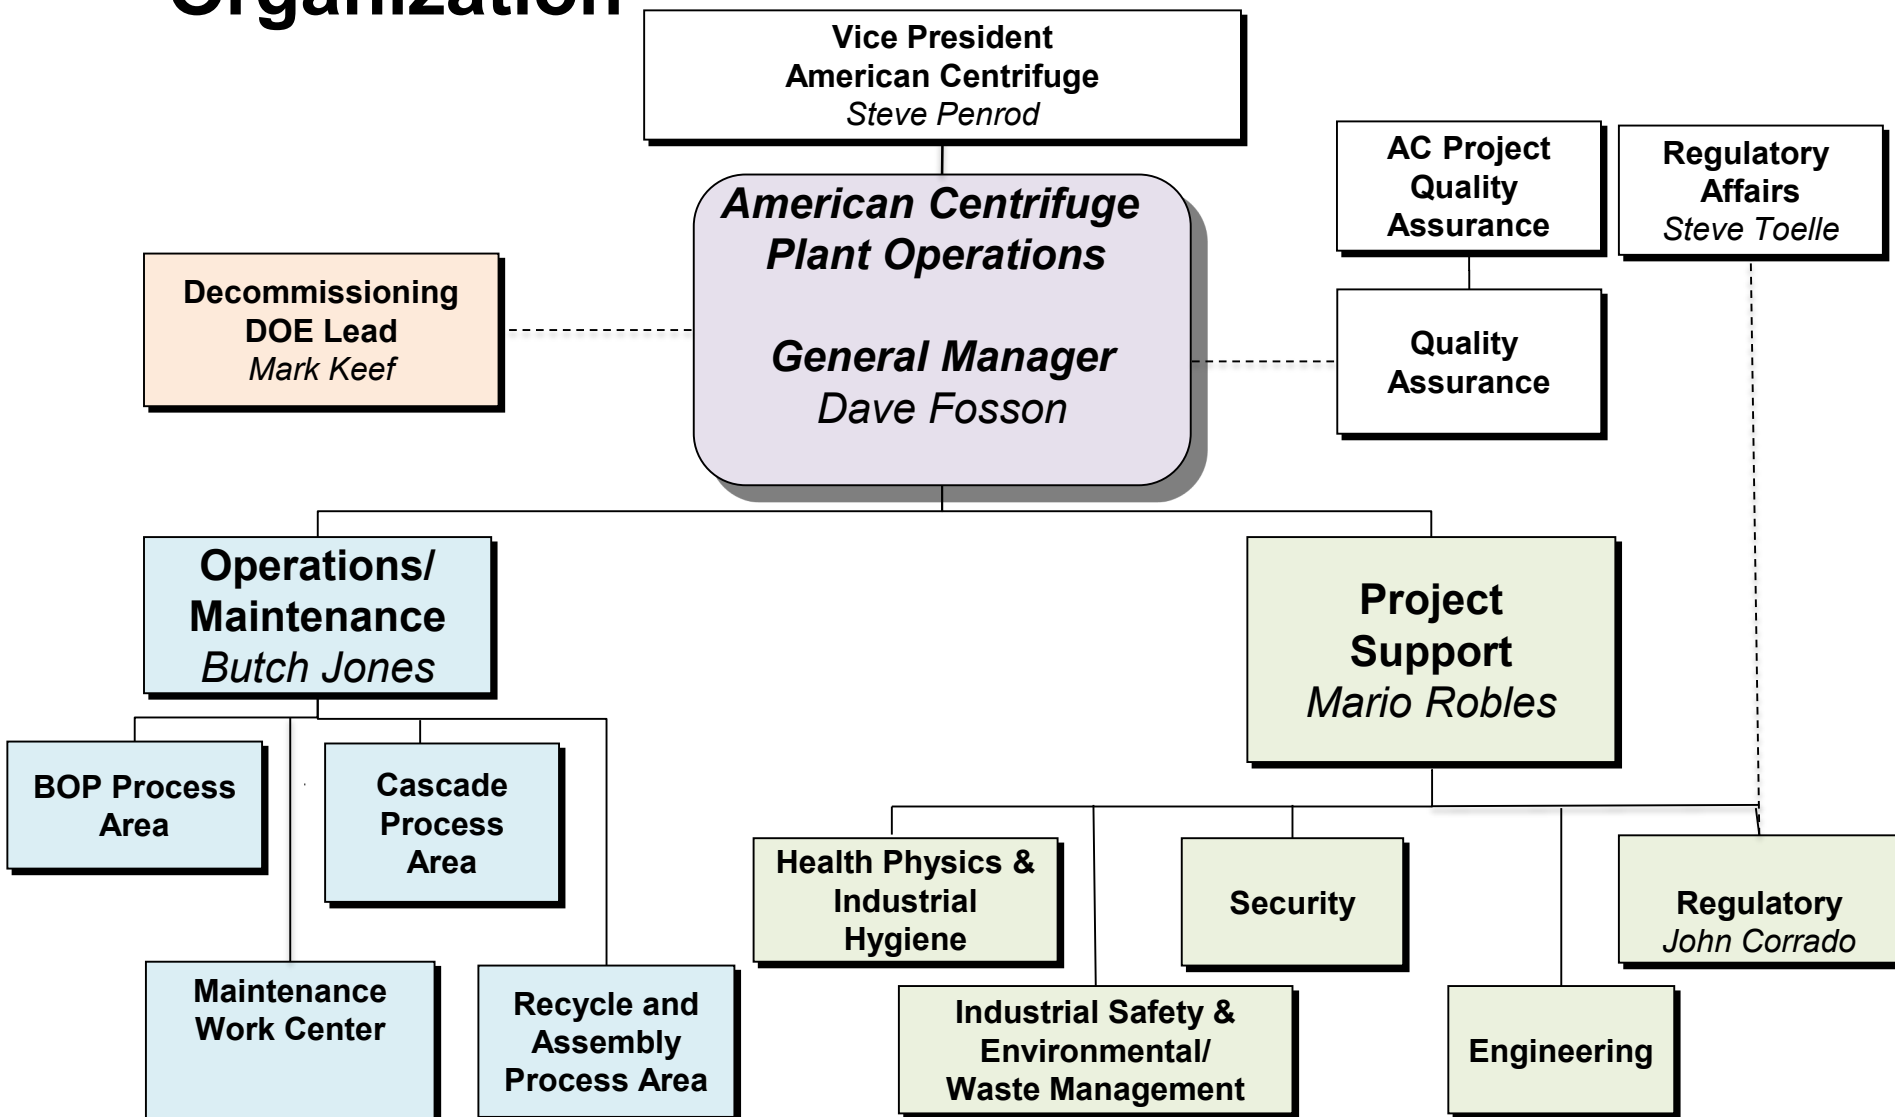 Organization
Vice President
American Centrifuge
Steve Penrod
AC Project
Quality
Assurance
Regulatory
Affairs
Steve Toelle
American Centrifuge
Plant Operations
General Manager
Dave Fosson
Decommissioning
DOE Lead
Mark Keef
Quality
Assurance
Operations/
Maintenance
Butch Jones
Project
Support
Mario Robles
BOP Process
Area
Cascade
Process
Area
Maintenance
Work Center
Recycle and
Assembly
Process Area
Health Physics &
Industrial
Hygiene
Security
Regulatory
John Corrado
Industrial Safety &
Environmental/
Waste Management
Engineering